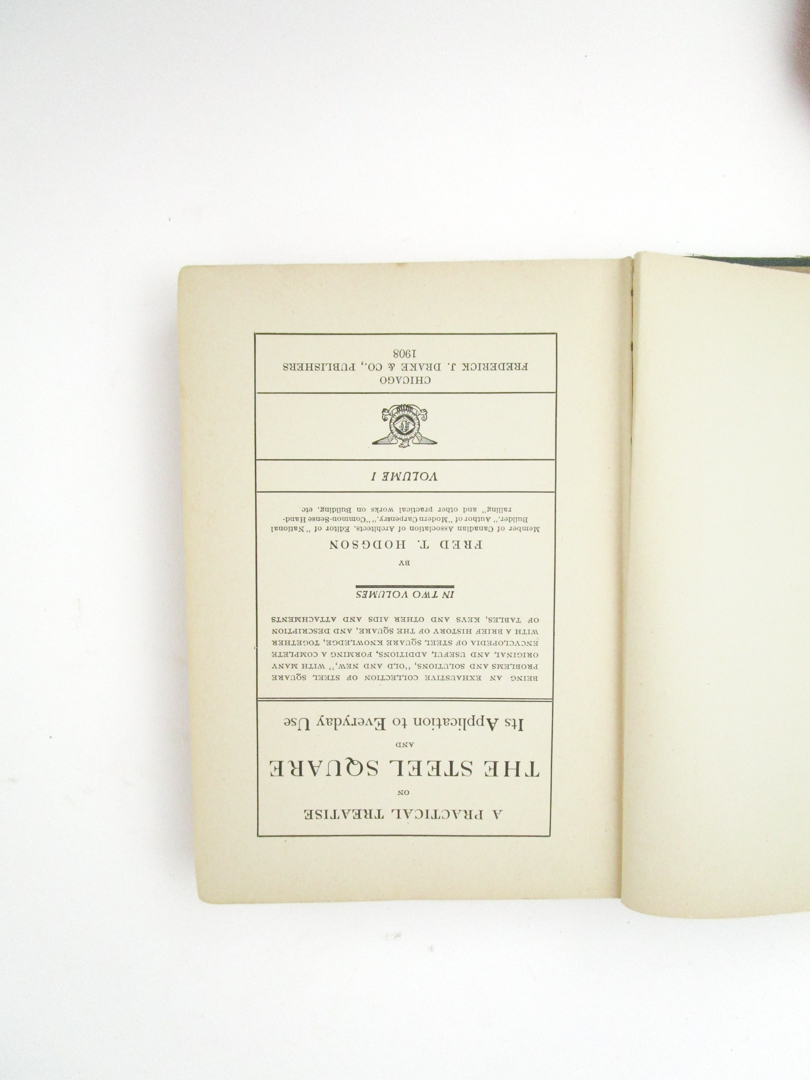 A PRACTICAL TREATISE
ON
THE STEEL SQUARE
AND
ITS APPLICATION TO EVERYDAY USE
BEING AN EXHAUSTIVE COLLECTION OF STEEL SQUARE
PROBLEMS AND SOLUTIONS, "OLD AND NEW," WITH MANY
ORIGINAL AND USEFUL ADDITIONS, FORMING A COMPLETE
ENCYCLOPEDIA OF STEEL SQUARE KNOWLEDGE, TOGETHER
WITH A BRIEF HISTORY OF THE SQUARE, AND DESCRIPTION
OF TABLES, KEYS AND OTHER AIDS AND ATTACHMENTS
IN TWO VOLUMES
BY
FRED T. HODGSON
Member of Canadian Association of Architects, Editor of "National
Builder," Author of "Modern Carpentry," "Common-Sense Hand-
railing" and other practical works on Building, etc
VOLUME I
CHICAGO
FREDERICK J. DRAKE & CO., PUBLISHERS
1908